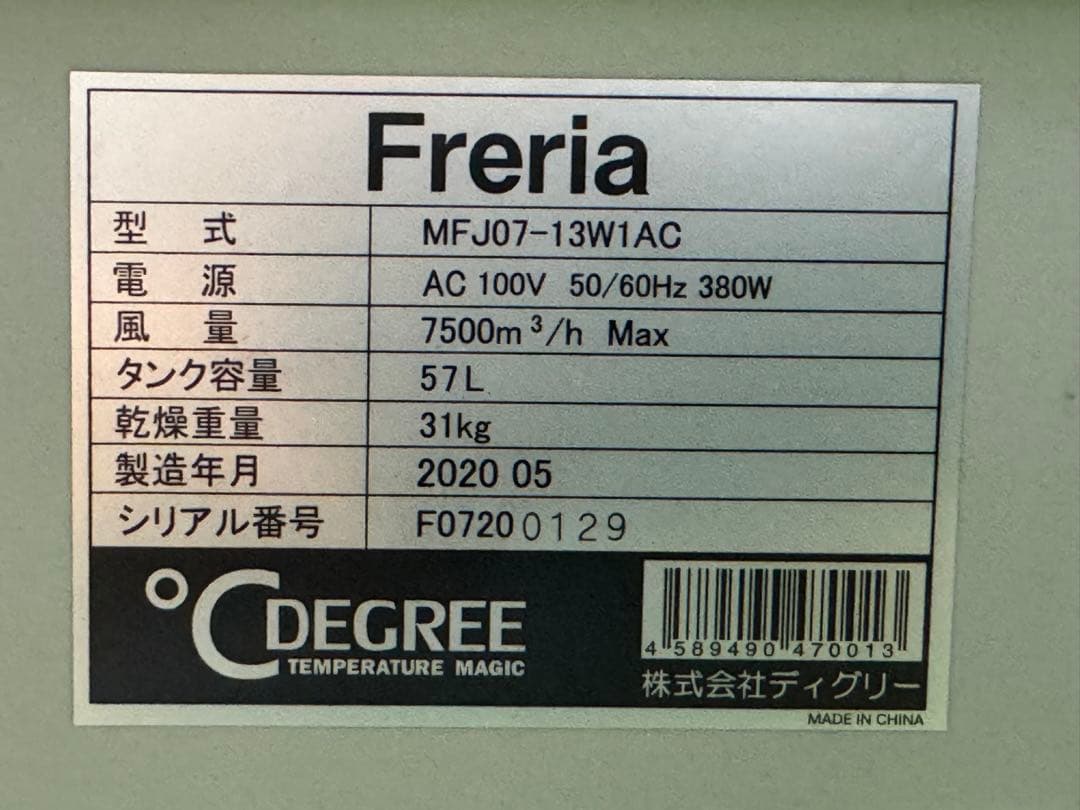 Freria
型 式 MFJ07-13W1AC
電 源 AC 100V 50/60Hz 380W
風 量 7500m³/h Max
タンク容量 57L
乾燥重量 31kg
製造年月 2020 05
シリアル番号 F07200129
°C DEGREE
TEMPERATURE MAGIC
4 589490 470013
株式会社ディグリー
MADE IN CHINA